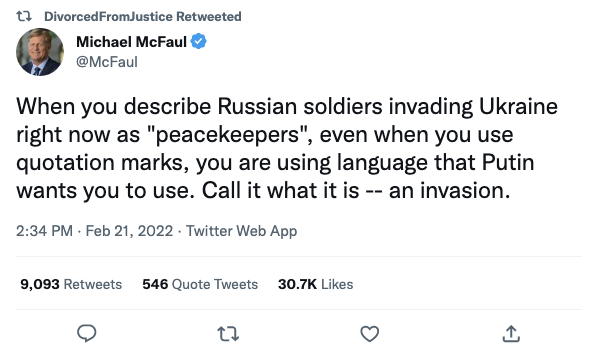 DivorcedFromJustice Retweeted
Michael McFaul
@McFaul
When you describe Russian soldiers invading Ukraine
right now as "peacekeepers", even when you use
quotation marks, you are using language that Putin
wants you to use. Call it what it is -- an invasion.
2:34 PM · Feb 21, 2022 · Twitter Web App
9,093 Retweets 546 Quote Tweets 30.7K Likes